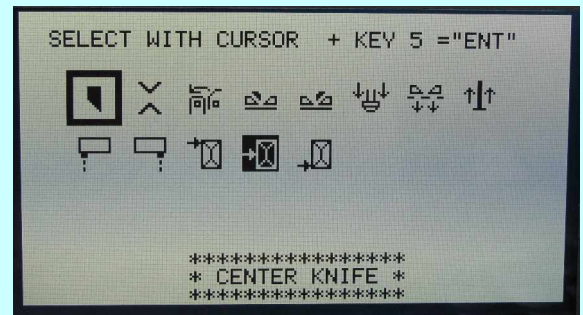 SELECT WITH CURSOR + KEY 5 ="ENT"
*****************
* CENTER KNIFE *
*****************